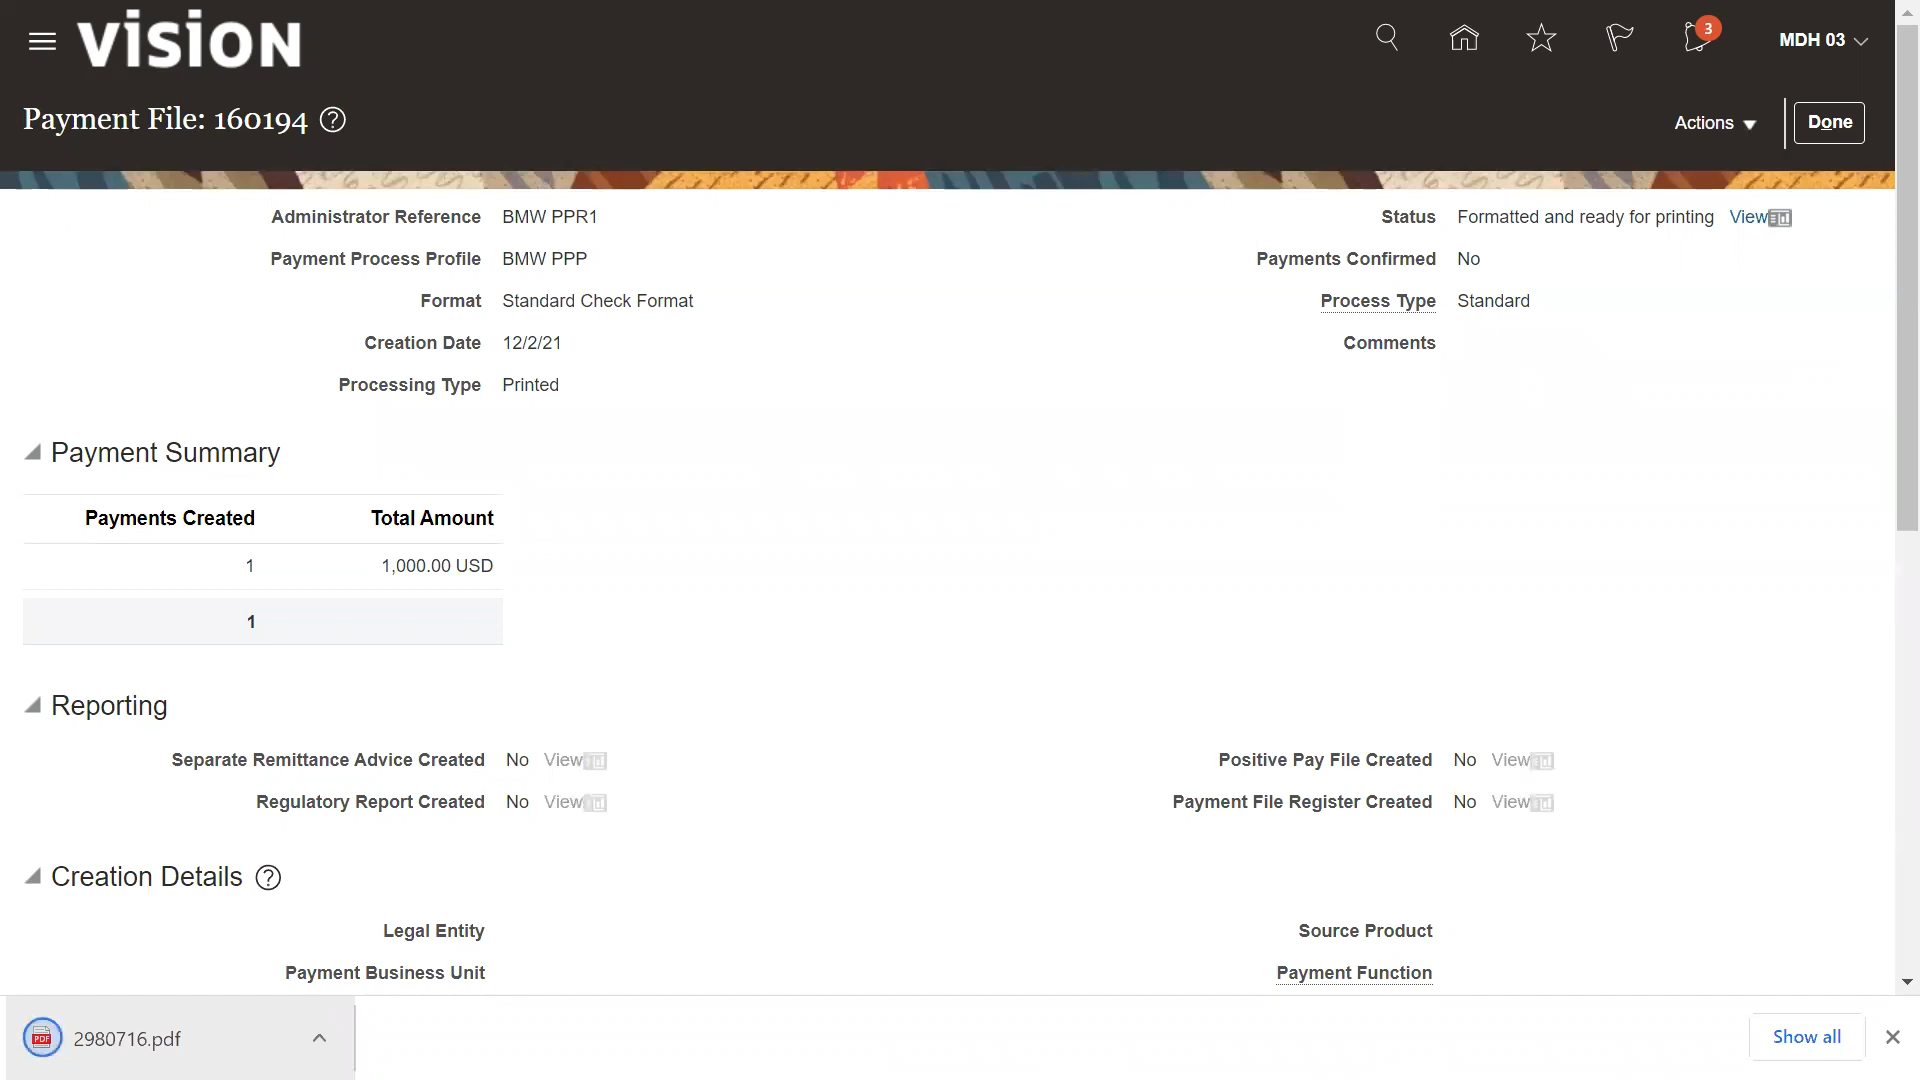 vision
3
MDH 03
Payment File: 160194 ?
Actions
Done
Administrator Reference BMW PPR1
Status Formatted and ready for printing View
Payment Process Profile BMW PPP
Payments Confirmed No
Format Standard Check Format
Process Type Standard
Creation Date 12/2/21
Comments
Processing Type Printed
Payment Summary
Payments Created Total Amount
1 1,000.00 USD
1
Reporting
Separate Remittance Advice Created No View
Positive Pay File Created No View
Regulatory Report Created No View
Payment File Register Created No View
Creation Details ?
Legal Entity
Source Product
Payment Business Unit
Payment Function
PDF 2980716.pdf
Show all